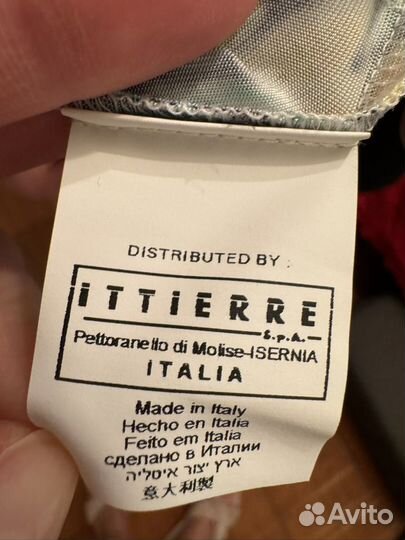 DISTRIBUTED BY :
iTTiERRE
S.p.A.
Pettoranello di Molise-ISERNIA
ITALIA
Made in Italy
Hecho en Italia
Feito em Italia
сделано в Италии
ארץ יצור איטליה
意大利製
Avito